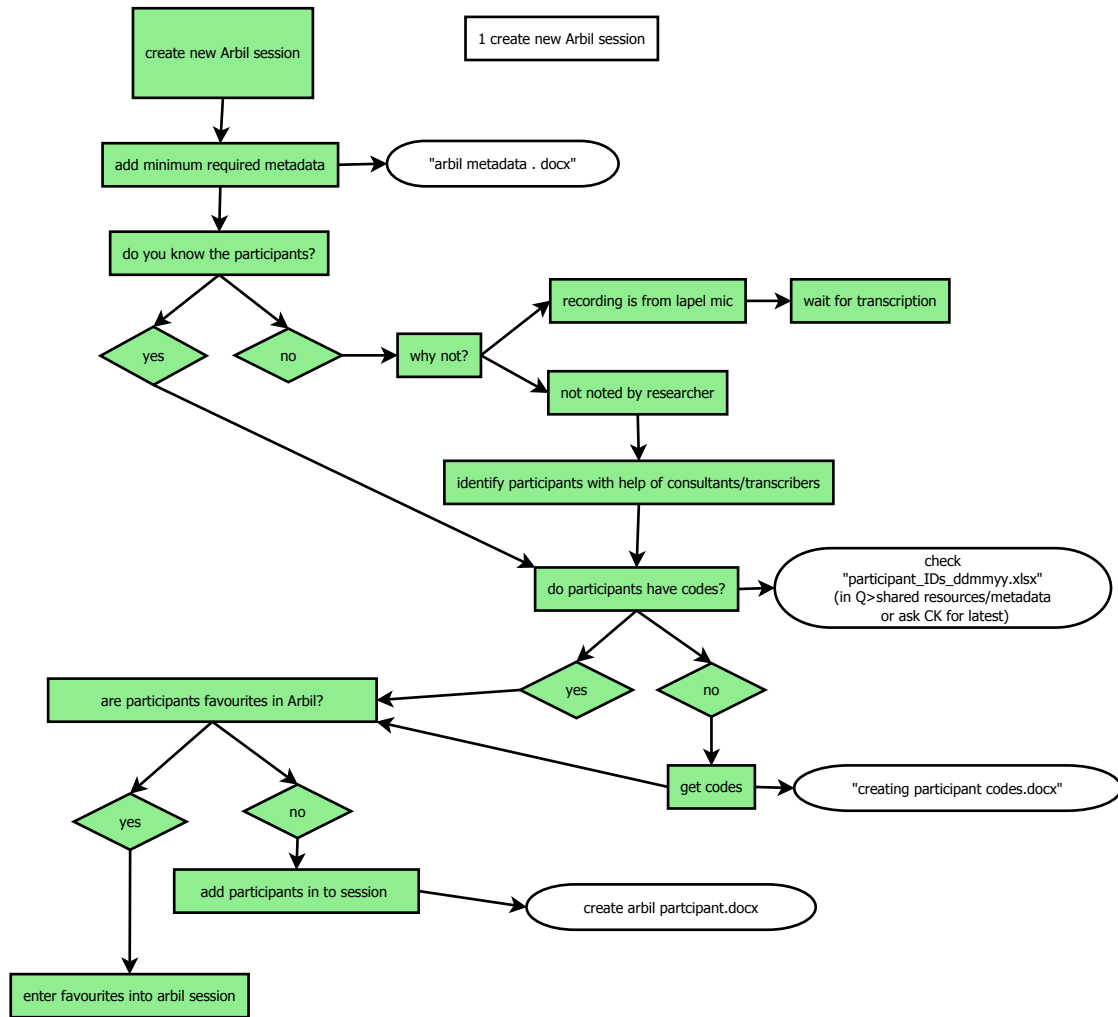 create new Arbil session
1 create new Arbil session
add minimum required metadata
"arbil metadata . docx"
do you know the participants?
recording is from lapel mic
wait for transcription
yes
no
why not?
not noted by researcher
identify participants with help of consultants/transcribers
do participants have codes?
check
"participant_IDs_ddmmyy.xlsx"
(in Q>shared resources/metadata
or ask CK for latest)
yes
no
are participants favourites in Arbil?
get codes
"creating participant codes.docx"
yes
no
add participants in to session
create arbil partcipant.docx
enter favourites into arbil session